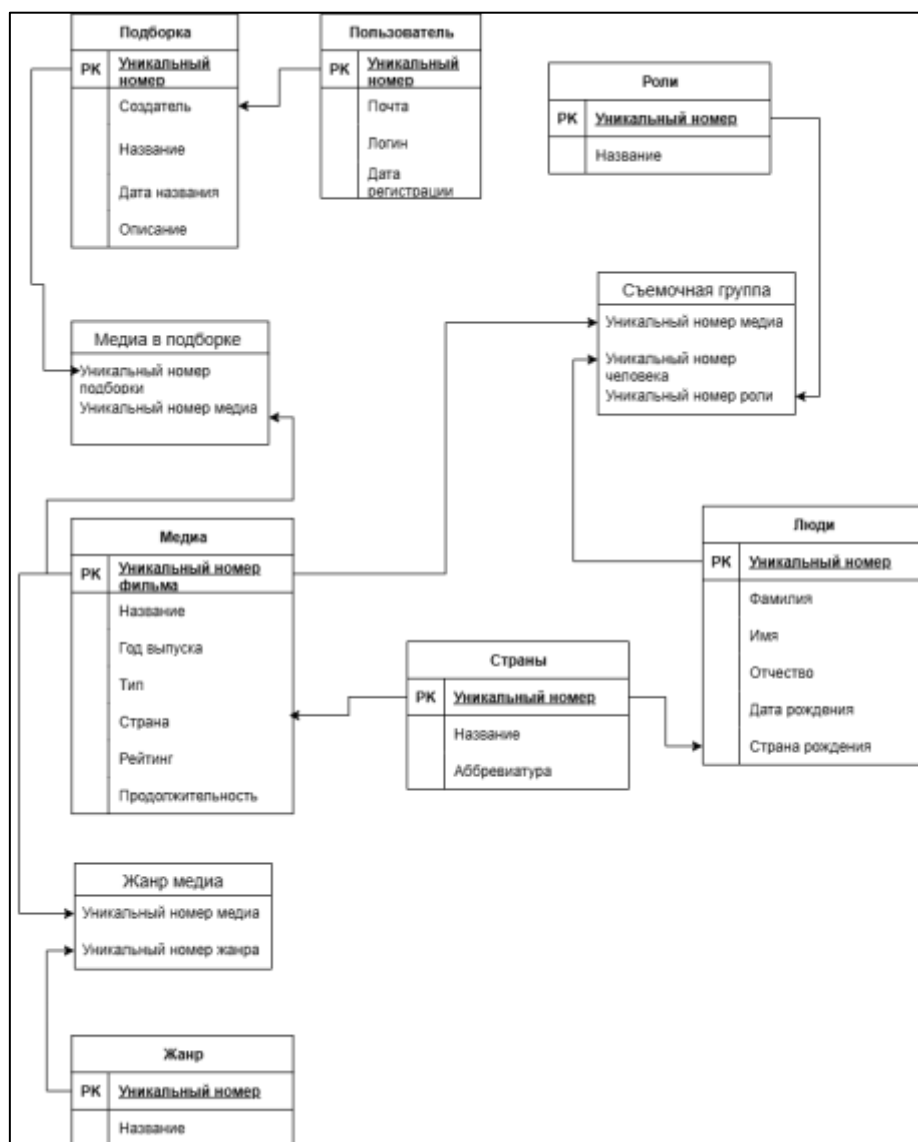 Подборка
PK Уникальный
номер
Создатель
Название
Дата названия
Описание
Пользователь
PK Уникальный
номер
Почта
Логин
Дата
регистрации
Роли
PK Уникальный номер
Название
Съемочная группа
Уникальный номер медиа
Уникальный номер
человека
Уникальный номер роли
Медиа в подборке
Уникальный номер
подборки
Уникальный номер медиа
Медиа
PK Уникальный номер
фильма
Название
Год выпуска
Тип
Страна
Рейтинг
Продолжительность
Страны
PK Уникальный номер
Название
Аббревиатура
Люди
PK Уникальный номер
Фамилия
Имя
Отчество
Дата рождения
Страна рождения
Жанр медиа
Уникальный номер медиа
Уникальный номер жанра
Жанр
PK Уникальный номер
Название